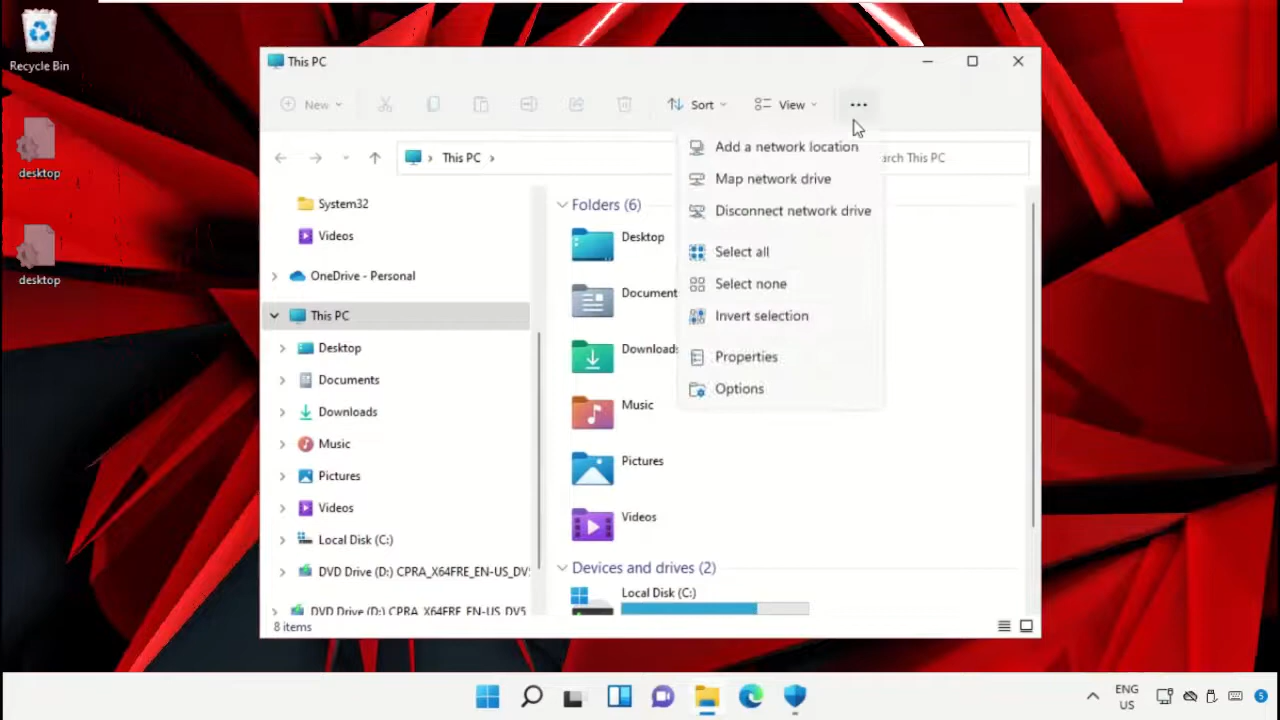 Recycle Bin
desktop
desktop
This PC
New
Sort
View
This PC
arch This PC
Add a network location
Map network drive
Disconnect network drive
Select all
Select none
Invert selection
Properties
Options
System32
Videos
OneDrive - Personal
This PC
Desktop
Documents
Downloads
Music
Pictures
Videos
Local Disk (C:)
DVD Drive (D:) CPRA_X64FRE_EN-US_DV5
DVD Drive (D:) CPRA_X64FRE_EN-US_DV5
Folders (6)
Desktop
Document
Downloads
Music
Pictures
Videos
Devices and drives (2)
Local Disk (C:)
8 items
ENG
US
5